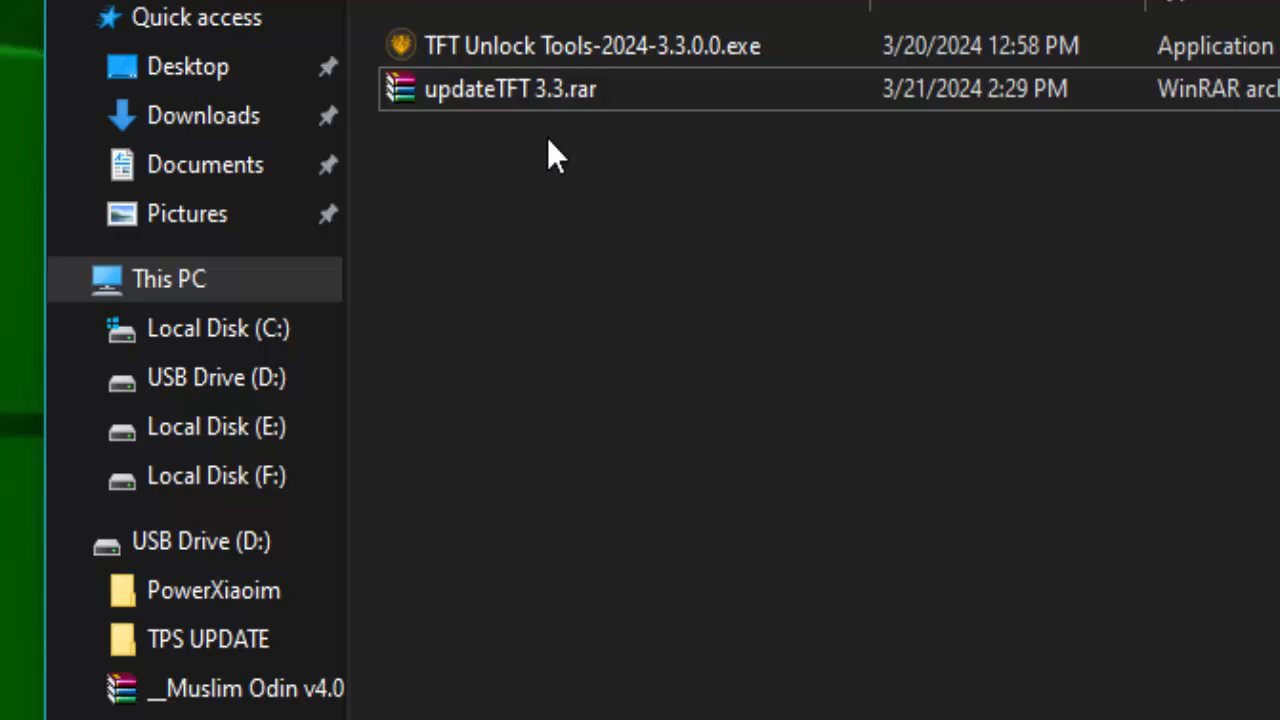 Quick access
Desktop
Downloads
Documents
Pictures
This PC
Local Disk (C:)
USB Drive (D:)
Local Disk (E:)
Local Disk (F:)
USB Drive (D:)
PowerXiaoim
TPS UPDATE
__Muslim Odin v4.0
TFT Unlock Tools-2024-3.3.0.0.exe 3/20/2024 12:58 PM Application
updateTFT 3.3.rar 3/21/2024 2:29 PM WinRAR arc